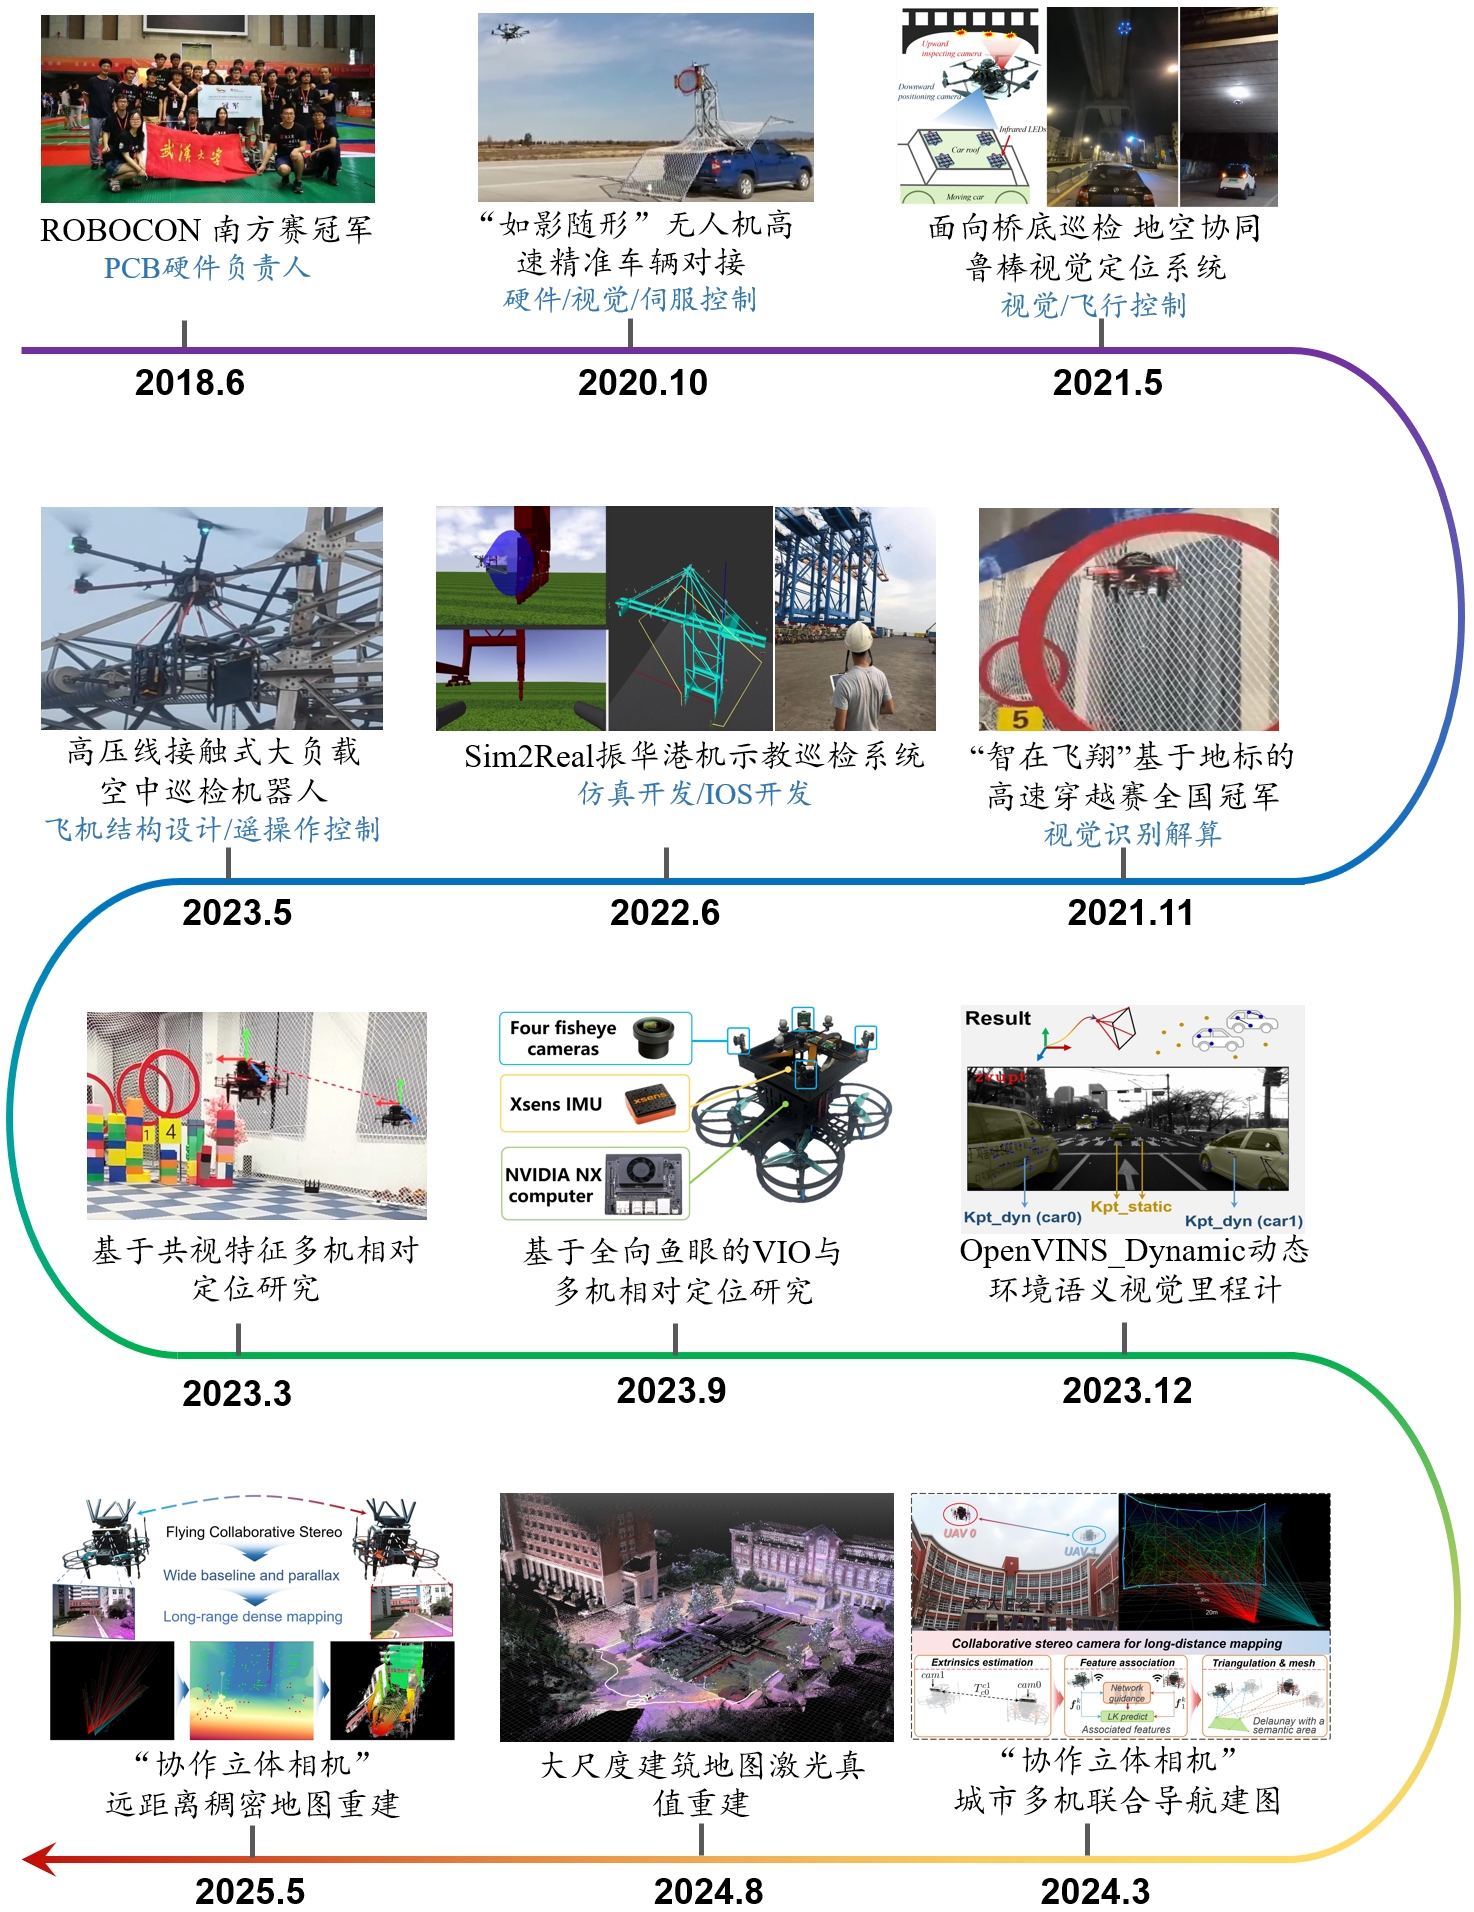 武汉大学
冠军
ROBOCON 南方赛冠军
PCB硬件负责人
2018.6
“如影随形”无人机高
速精准车辆对接
硬件/视觉/伺服控制
2020.10
Upward
inspecting camera
Downward
positioning camera
Infrared LEDs
Car roof
Moving car
面向桥底巡检 地空协同
鲁棒视觉定位系统
视觉/飞行控制
2021.5
5
“智在飞翔”基于地标的
高速穿越赛全国冠军
视觉识别解算
2021.11
Sim2Real振华港机示教巡检系统
仿真开发/IOS开发
2022.6
高压线接触式大负载
空中巡检机器人
飞机结构设计/遥操作控制
2023.5
1 4
基于共视特征多机相对
定位研究
2023.3
Four fisheye
cameras
Xsens IMU
xsens
NVIDIA NX
computer
基于全向鱼眼的VIO与
多机相对定位研究
2023.9
Result
zvupt
Kpt_dyn (car0)
Kpt_static
Kpt_dyn (car1)
OpenVINS_Dynamic动态
环境语义视觉里程计
2023.12
UAV 0
UAV 1
20m
Collaborative stereo camera for long-distance mapping
Extrinsics estimation
cam1
cam0
Feature association
Network
guidance
LK predict
Associated features
Triangulation & mesh
Delaunay with a
semantic area
“协作立体相机”
城市多机联合导航建图
2024.3
大尺度建筑地图激光真
值重建
2024.8
Flying Collaborative Stereo
Wide baseline and parallax
Long-range dense mapping
“协作立体相机”
远距离稠密地图重建
2025.5